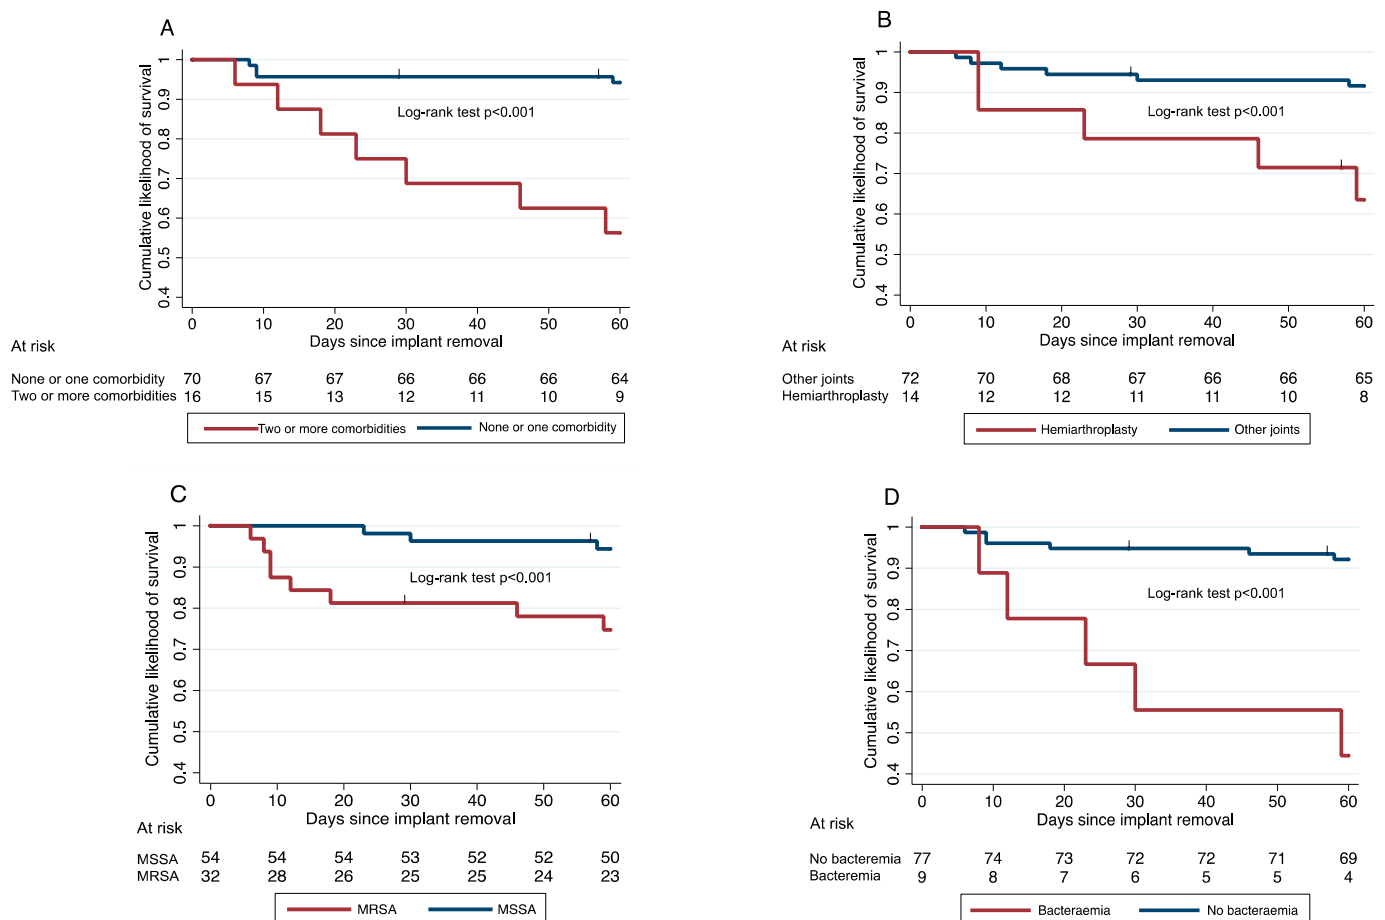 A
Cumulative likelihood of survival
1
0.9
0.8
0.7
0.6
0.5
0.4
Log-rank test p<0.001
0 10 20 30 40 50 60
Days since implant removal
At risk
None or one comorbidity 70 67 67 66 66 66 64
Two or more comorbidities 16 15 13 12 11 10 9
Two or more comorbidities None or one comorbidity
B
Cumulative likelihood of survival
1
0.9
0.8
0.7
0.6
0.5
0.4
Log-rank test p<0.001
0 10 20 30 40 50 60
Days since implant removal
At risk
Other joints 72 70 68 67 66 66 65
Hemiarthroplasty 14 12 12 11 11 10 8
Hemiarthroplasty Other joints
C
Cumulative likelihood of survival
1
0.9
0.8
0.7
0.6
0.5
0.4
Log-rank test p<0.001
0 10 20 30 40 50 60
Days since implant removal
At risk
MSSA 54 54 54 53 52 52 50
MRSA 32 28 26 25 25 24 23
MRSA MSSA
D
Cumulative likelihood of survival
1
0.9
0.8
0.7
0.6
0.5
0.4
Log-rank test p<0.001
0 10 20 30 40 50 60
Days since implant removal
At risk
No bacteremia 77 74 73 72 72 71 69
Bacteremia 9 8 7 6 5 5 4
Bacteraemia No bacteraemia